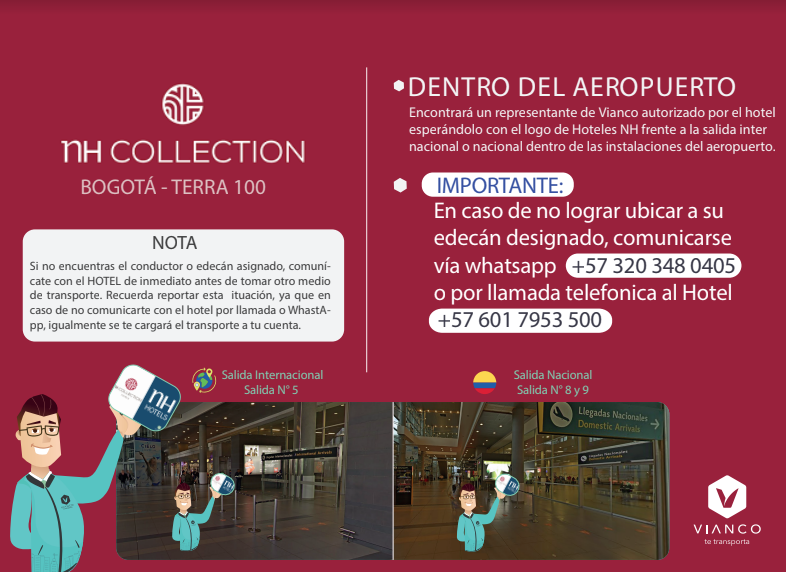 NH COLLECTION
BOGOTÁ - TERRA 100
NOTA
Si no encuentras el conductor o edecán asignado, comuní-
cate con el HOTEL de inmediato antes de tomar otro medio
de transporte. Recuerda reportar esta ituación, ya que en
caso de no comunicarte con el hotel por llamada o WhastA-
pp, igualmente se te cargará el transporte a tu cuenta.
DENTRO DEL AEROPUERTO
Encontrará un representante de Vianco autorizado por el hotel
esperándolo con el logo de Hoteles NH frente a la salida inter
nacional o nacional dentro de las instalaciones del aeropuerto.
IMPORTANTE:
En caso de no lograr ubicar a su
edecán designado, comunicarse
vía whatsapp +57 320 348 0405
o por llamada telefonica al Hotel
+57 601 7953 500
Salida Internacional
Salida N° 5
Salida Nacional
Salida N° 8 y 9
NH COLLECTION
nH
HOTELS
Llegadas Nacionales
Domestic Arrivals
nH
nH
VIANCO
te transporta